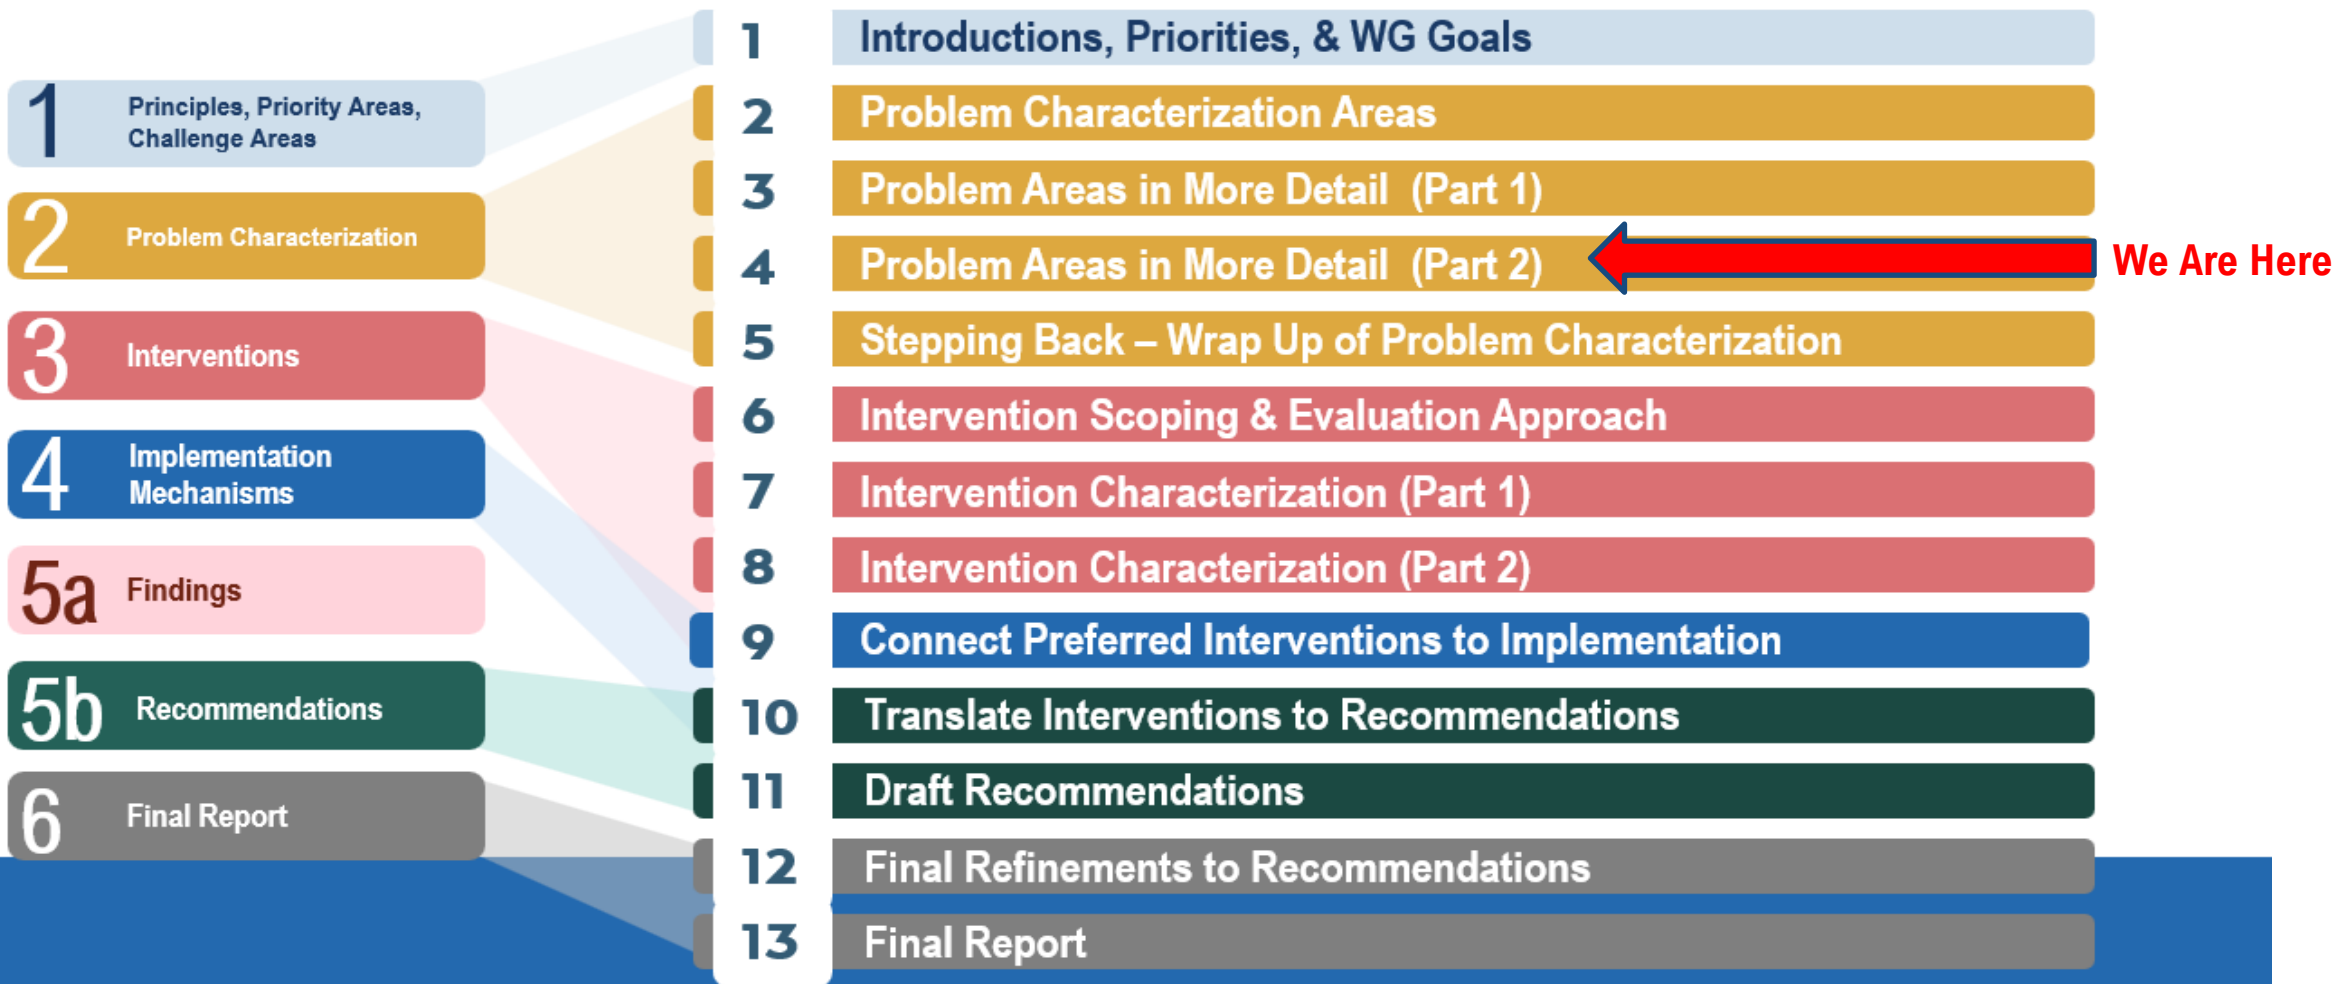 1
Principles, Priority Areas,
Challenge Areas
2
Problem Characterization
3
Interventions
4
Implementation
Mechanisms
5a
Findings
5b
Recommendations
6
Final Report
1 Introductions, Priorities, & WG Goals
2 Problem Characterization Areas
3 Problem Areas in More Detail (Part 1)
4 Problem Areas in More Detail (Part 2)
We Are Here
5 Stepping Back – Wrap Up of Problem Characterization
6 Intervention Scoping & Evaluation Approach
7 Intervention Characterization (Part 1)
8 Intervention Characterization (Part 2)
9 Connect Preferred Interventions to Implementation
10 Translate Interventions to Recommendations
11 Draft Recommendations
12 Final Refinements to Recommendations
13 Final Report